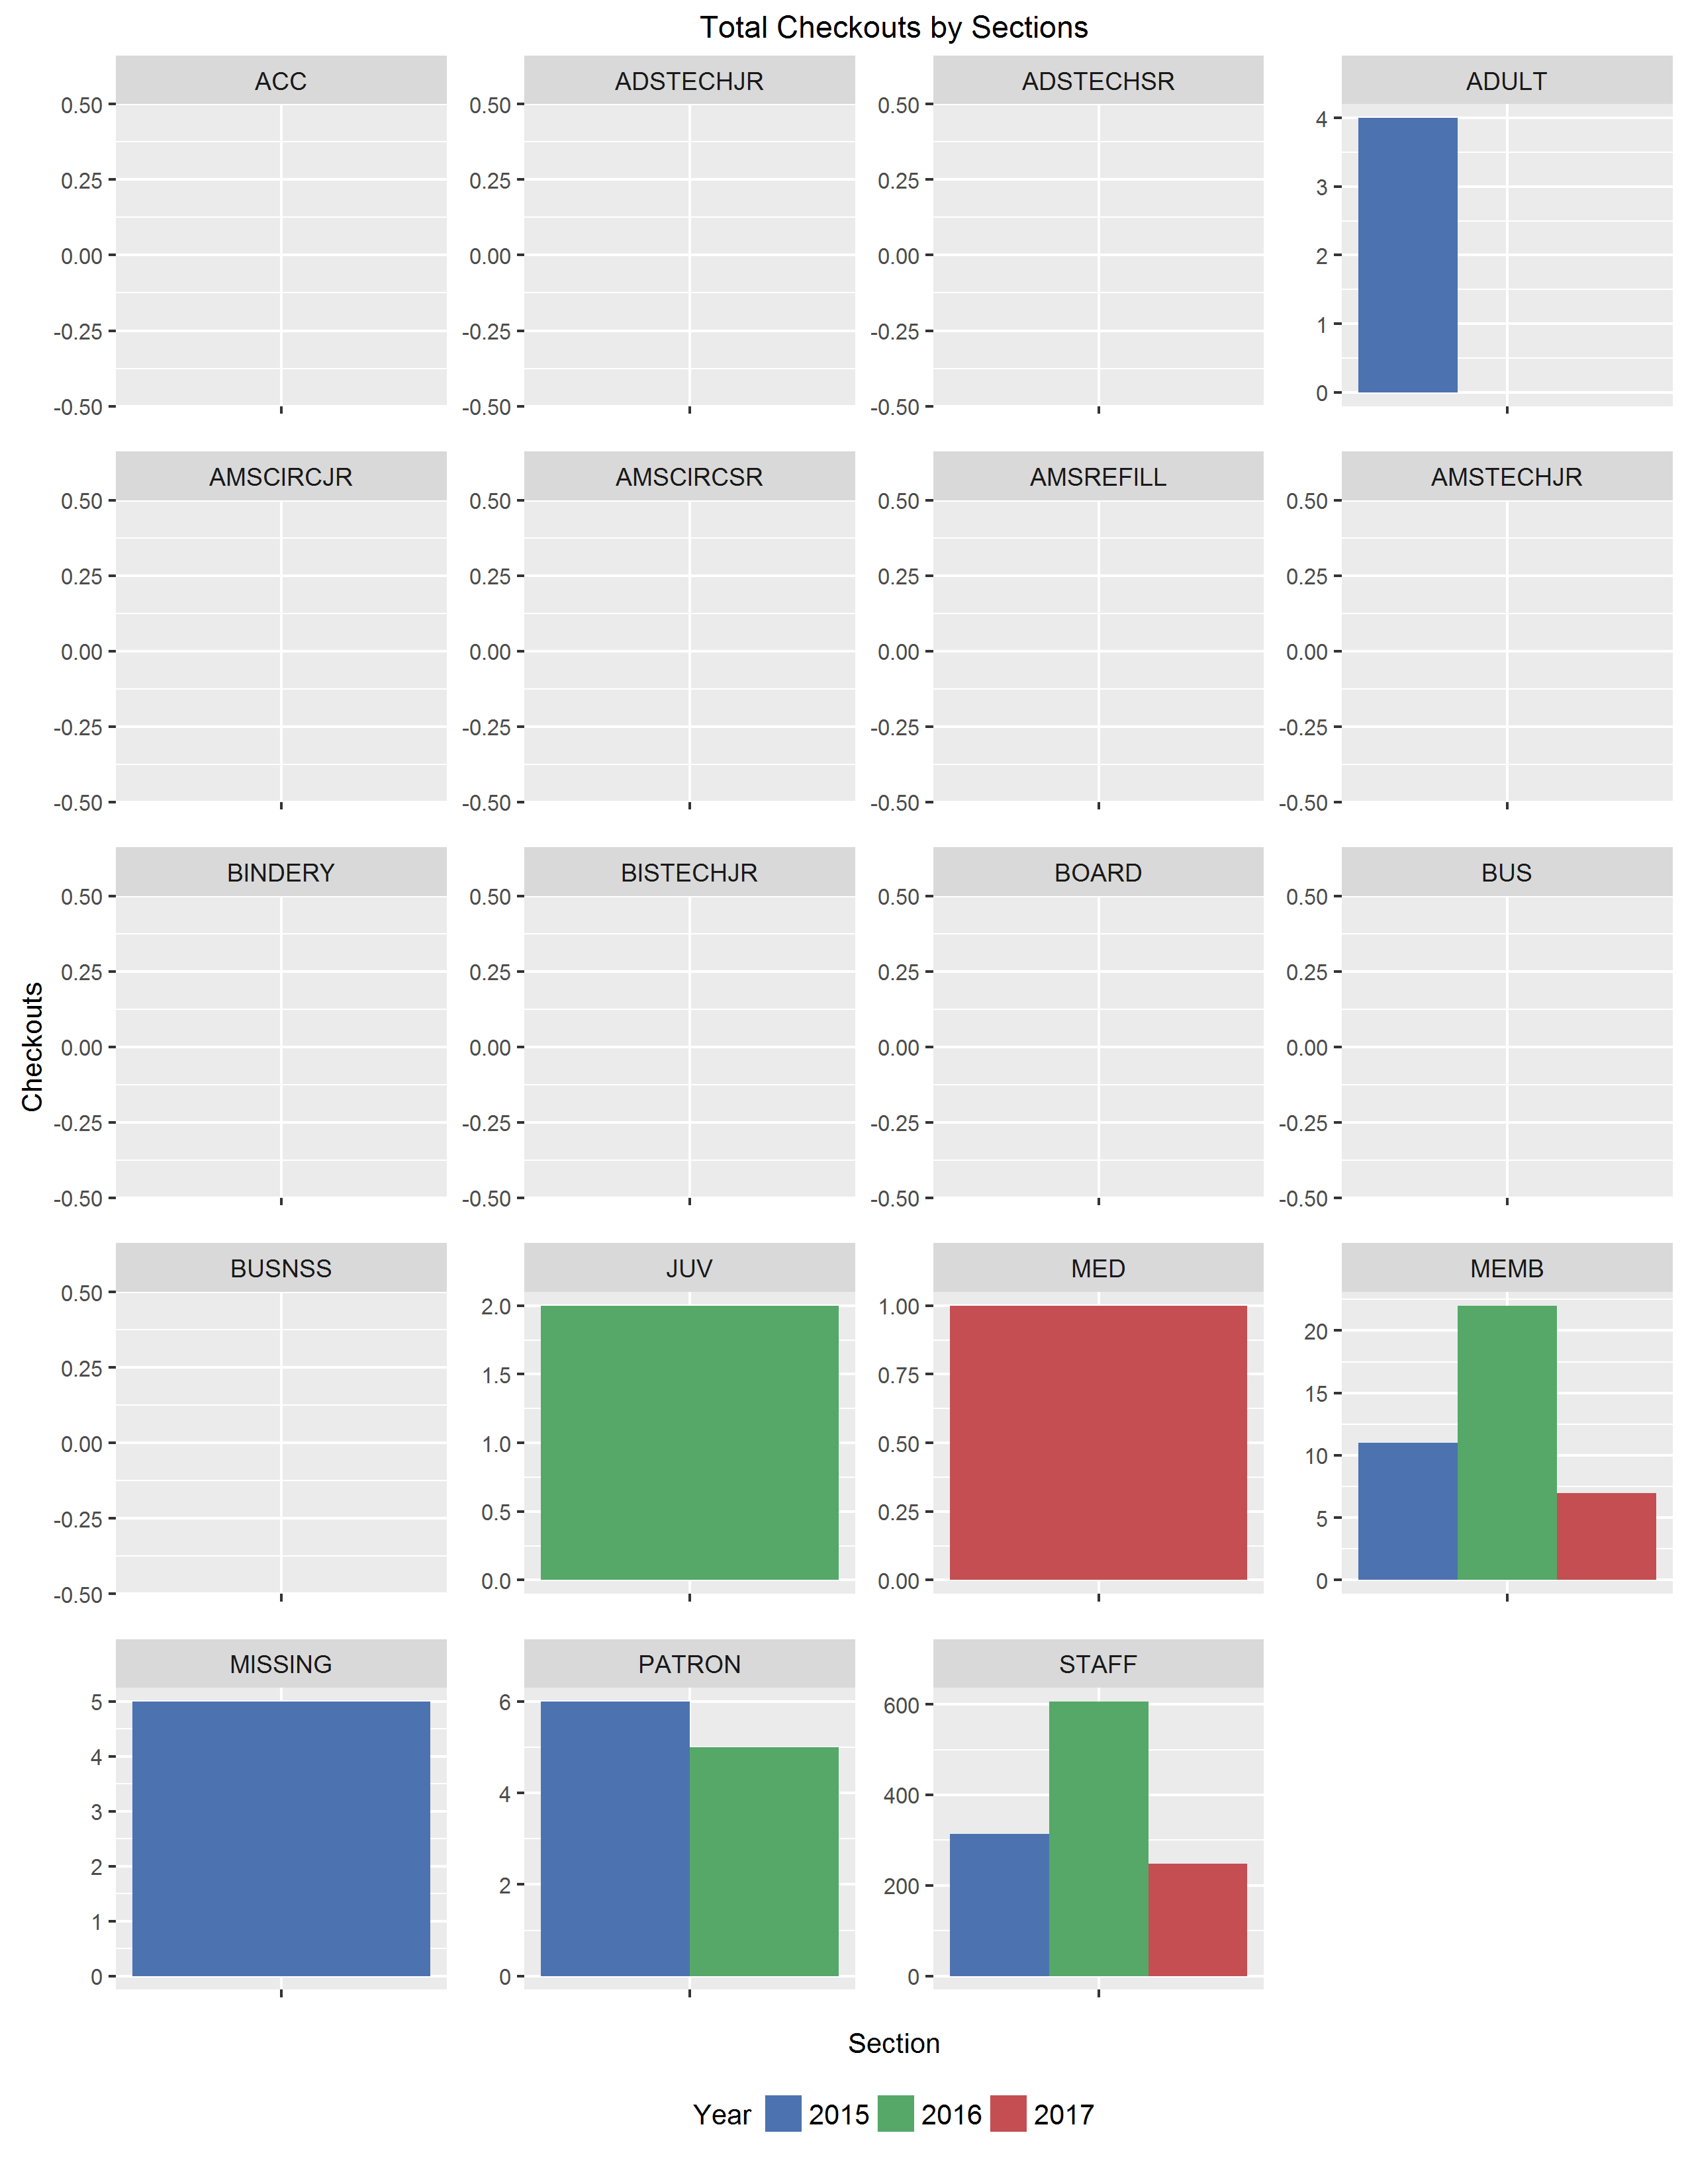 Total Checkouts by Sections
ACC ADSTECHJR ADSTECHSR ADULT
0.50 0.25 0.00 -0.25 -0.50
0.50 0.25 0.00 -0.25 -0.50
0.50 0.25 0.00 -0.25 -0.50
4 3 2 1 0
AMSCIRCJR AMSCIRCSR AMSREFILL AMSTECHJR
0.50 0.25 0.00 -0.25 -0.50
0.50 0.25 0.00 -0.25 -0.50
0.50 0.25 0.00 -0.25 -0.50
0.50 0.25 0.00 -0.25 -0.50
BINDERY BISTECHJR BOARD BUS
0.50 0.25 0.00 -0.25 -0.50
0.50 0.25 0.00 -0.25 -0.50
0.50 0.25 0.00 -0.25 -0.50
0.50 0.25 0.00 -0.25 -0.50
Checkouts
BUSNSS JUV MED MEMB
0.50 0.25 0.00 -0.25 -0.50
2.0 1.5 1.0 0.5 0.0
1.00 0.75 0.50 0.25 0.00
20 15 10 5 0
MISSING PATRON STAFF
5 4 3 2 1 0
6 4 2 0
600 400 200 0
Section
Year 2015 2016 2017